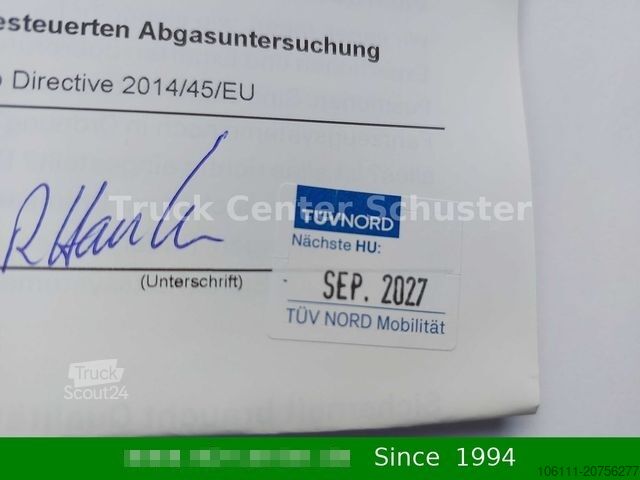 esteuerten Abgasuntersuchung
Directive 2014/45/EU
Truck Center Schuster
TÜVNORD
Nächste HU:
(Unterschrift)
SEP. 2027
TÜV NORD Mobilität
Truck
Scout24
Since 1994
106111-20756277